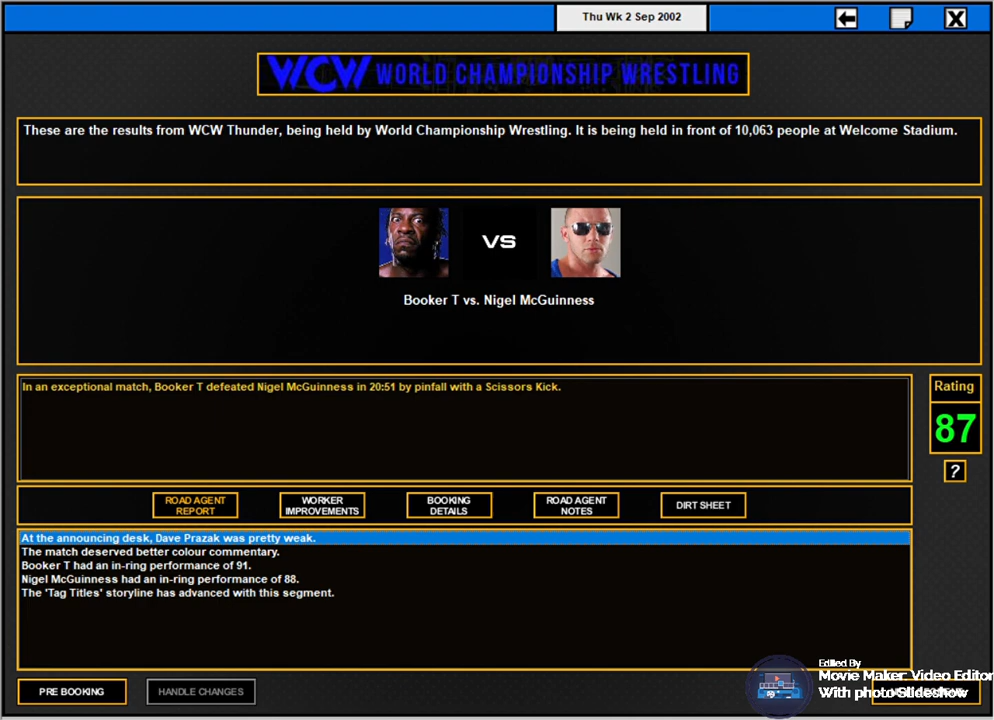 Thu Wk 2 Sep 2002
WCW WORLD CHAMPIONSHIP WRESTLING
These are the results from WCW Thunder, being held by World Championship Wrestling. It is being held in front of 10,063 people at Welcome Stadium.
VS
Booker T vs. Nigel McGuinness
In an exceptional match, Booker T defeated Nigel McGuinness in 20:51 by pinfall with a Scissors Kick.
Rating
87
?
ROAD AGENT REPORT
WORKER IMPROVEMENTS
BOOKING DETAILS
ROAD AGENT NOTES
DIRT SHEET
At the announcing desk, Dave Prazak was pretty weak.
The match deserved better colour commentary.
Booker T had an in-ring performance of 91.
Nigel McGuinness had an in-ring performance of 88.
The 'Tag Titles' storyline has advanced with this segment.
PRE BOOKING
HANDLE CHANGES
Edited By
Movie Maker: Video Editor
With photo Slideshow